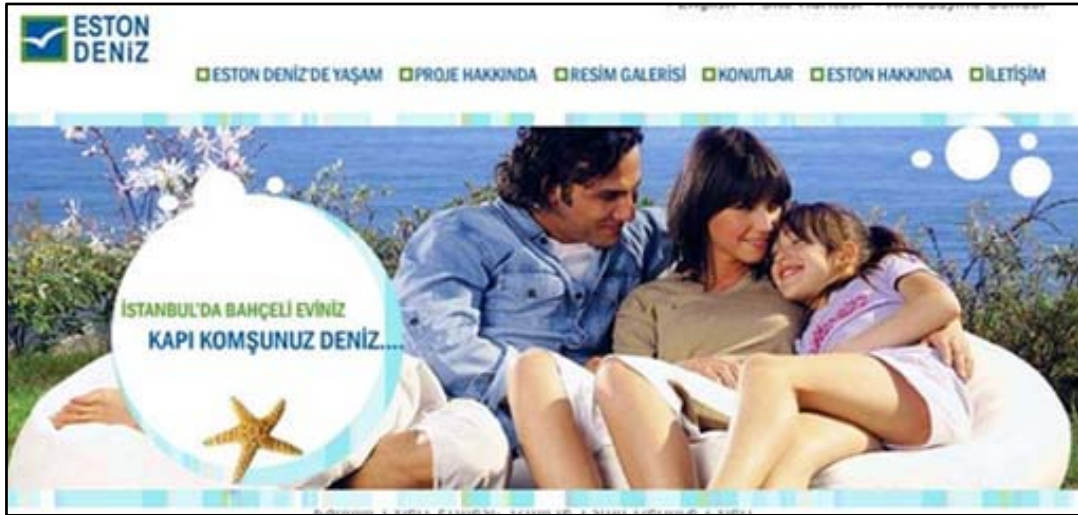 ESTON
DENİZ
ESTON DENİZ'DE YAŞAM PROJE HAKKINDA RESİM GALERİSİ KONUTLAR ESTON HAKKINDA İLETİŞİM
İSTANBUL'DA BAHÇELİ EVİNİZ
KAPI KOMŞUNUZ DENİZ....